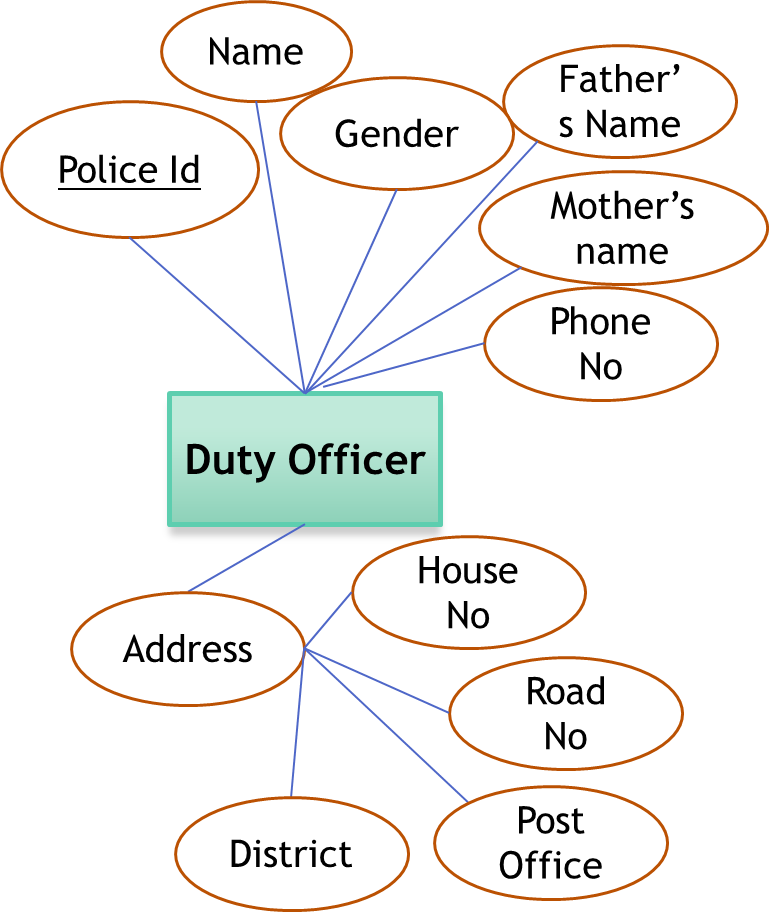 Name
Father’
s Name
Gender
Police Id
Mother’s
name
Phone
No
Duty Officer
House
No
Address
Road
No
Post
Office
District